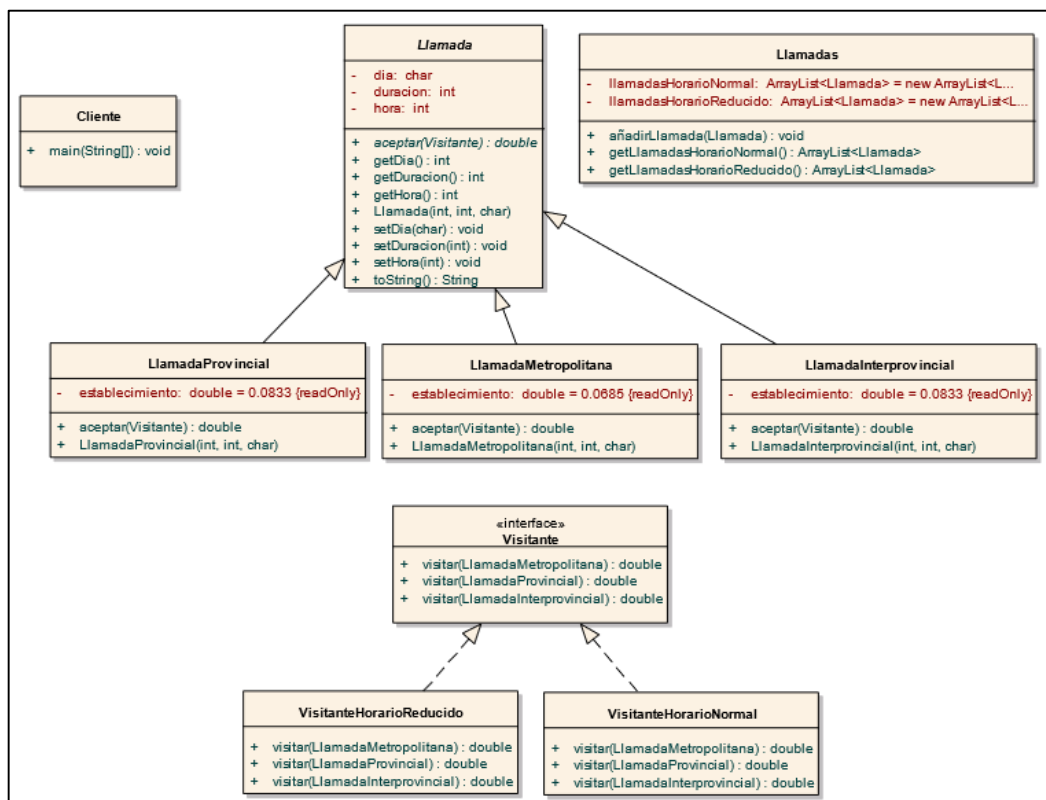 Cliente
+ main(String[]) : void
Llamada
- dia: char
- duracion: int
- hora: int
+ aceptar(Visitante) : double
+ getDia() : int
+ getDuracion() : int
+ getHora() : int
+ Llamada(int, int, char)
+ setDia(char) : void
+ setDuracion(int) : void
+ setHora(int) : void
+ toString() : String
Llamadas
- llamadasHorarioNormal: ArrayList<Llamada> = new ArrayList<L...
- llamadasHorarioReducido: ArrayList<Llamada> = new ArrayList<L...
+ añadirLlamada(Llamada) : void
+ getLlamadasHorarioNormal() : ArrayList<Llamada>
+ getLlamadasHorarioReducido() : ArrayList<Llamada>
LlamadaProvincial
- establecimiento: double = 0.0833 {readOnly}
+ aceptar(Visitante) : double
+ LlamadaProvincial(int, int, char)
LlamadaMetropolitana
- establecimiento: double = 0.0685 {readOnly}
+ aceptar(Visitante) : double
+ LlamadaMetropolitana(int, int, char)
LlamadaInterprovincial
- establecimiento: double = 0.0833 {readOnly}
+ aceptar(Visitante) : double
+ LlamadaInterprovincial(int, int, char)
«interface»
Visitante
+ visitar(LlamadaMetropolitana) : double
+ visitar(LlamadaProvincial) : double
+ visitar(LlamadaInterprovincial) : double
VisitanteHorarioReducido
+ visitar(LlamadaMetropolitana) : double
+ visitar(LlamadaProvincial) : double
+ visitar(LlamadaInterprovincial) : double
VisitanteHorarioNormal
+ visitar(LlamadaMetropolitana) : double
+ visitar(LlamadaProvincial) : double
+ visitar(LlamadaInterprovincial) : double